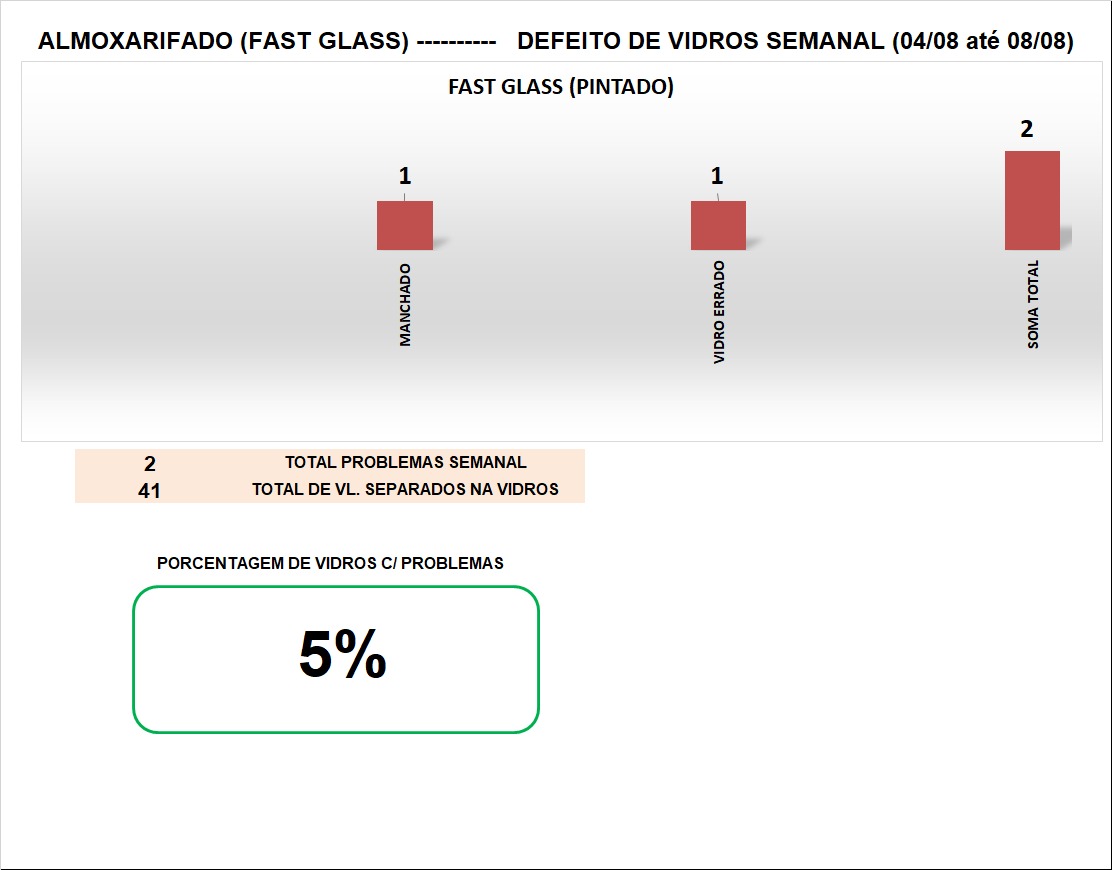 ALMOXARIFADO (FAST GLASS) ---------- DEFEITO DE VIDROS SEMANAL (04/08 até 08/08)
FAST GLASS (PINTADO)
1
1
2
MANCHADO
VIDRO ERRADO
SOMA TOTAL
2 TOTAL PROBLEMAS SEMANAL
41 TOTAL DE VL. SEPARADOS NA VIDROS
PORCENTAGEM DE VIDROS C/ PROBLEMAS
5%